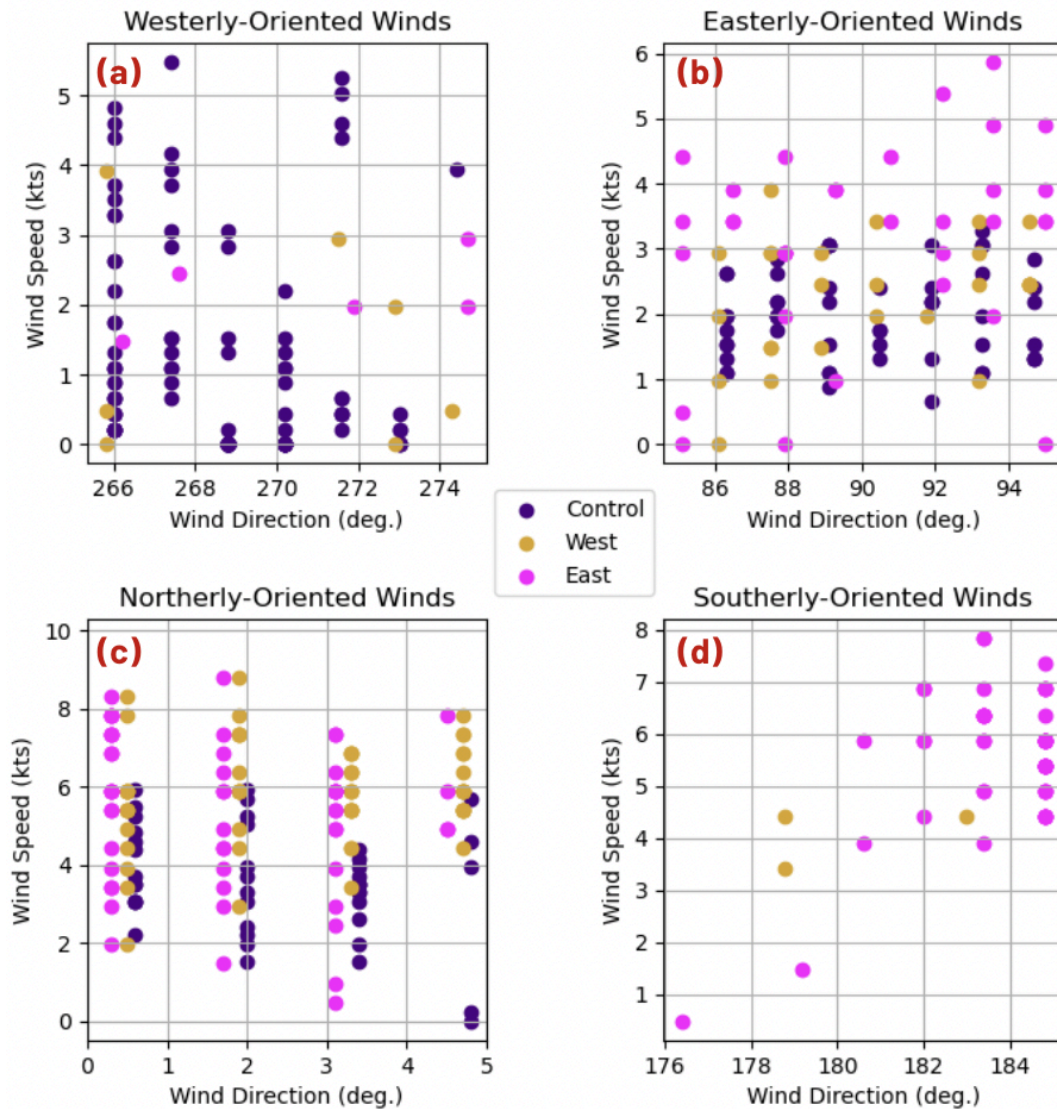 Westerly-Oriented Winds
(a)
5
4
3
2
1
0
Wind Speed (kts)
266 268 270 272 274
Wind Direction (deg.)
Easterly-Oriented Winds
(b)
6
5
4
3
2
1
0
Wind Speed (kts)
86 88 90 92 94
Wind Direction (deg.)
Control
West
East
Northerly-Oriented Winds
(c)
10
8
6
4
2
0
Wind Speed (kts)
0 1 2 3 4 5
Wind Direction (deg.)
Southerly-Oriented Winds
(d)
8
7
6
5
4
3
2
1
Wind Speed (kts)
176 178 180 182 184
Wind Direction (deg.)